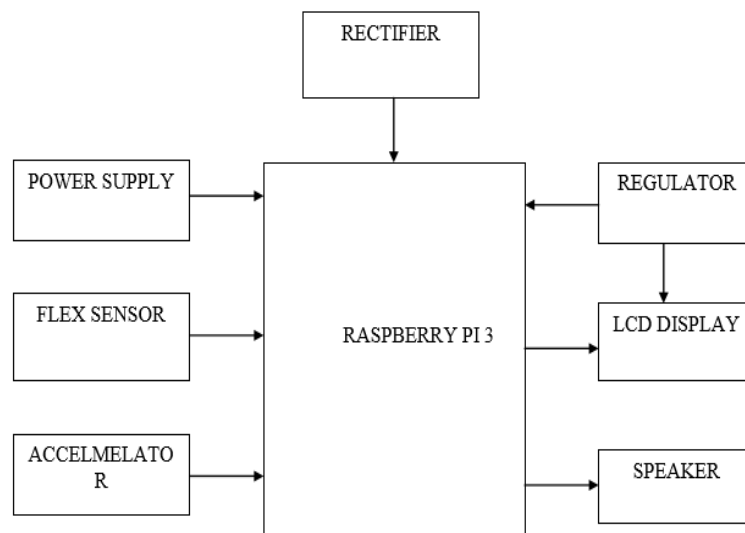 RECTIFIER
POWER SUPPLY
REGULATOR
FLEX SENSOR
RASPBERRY PI 3
LCD DISPLAY
ACCELMELATO
R
SPEAKER